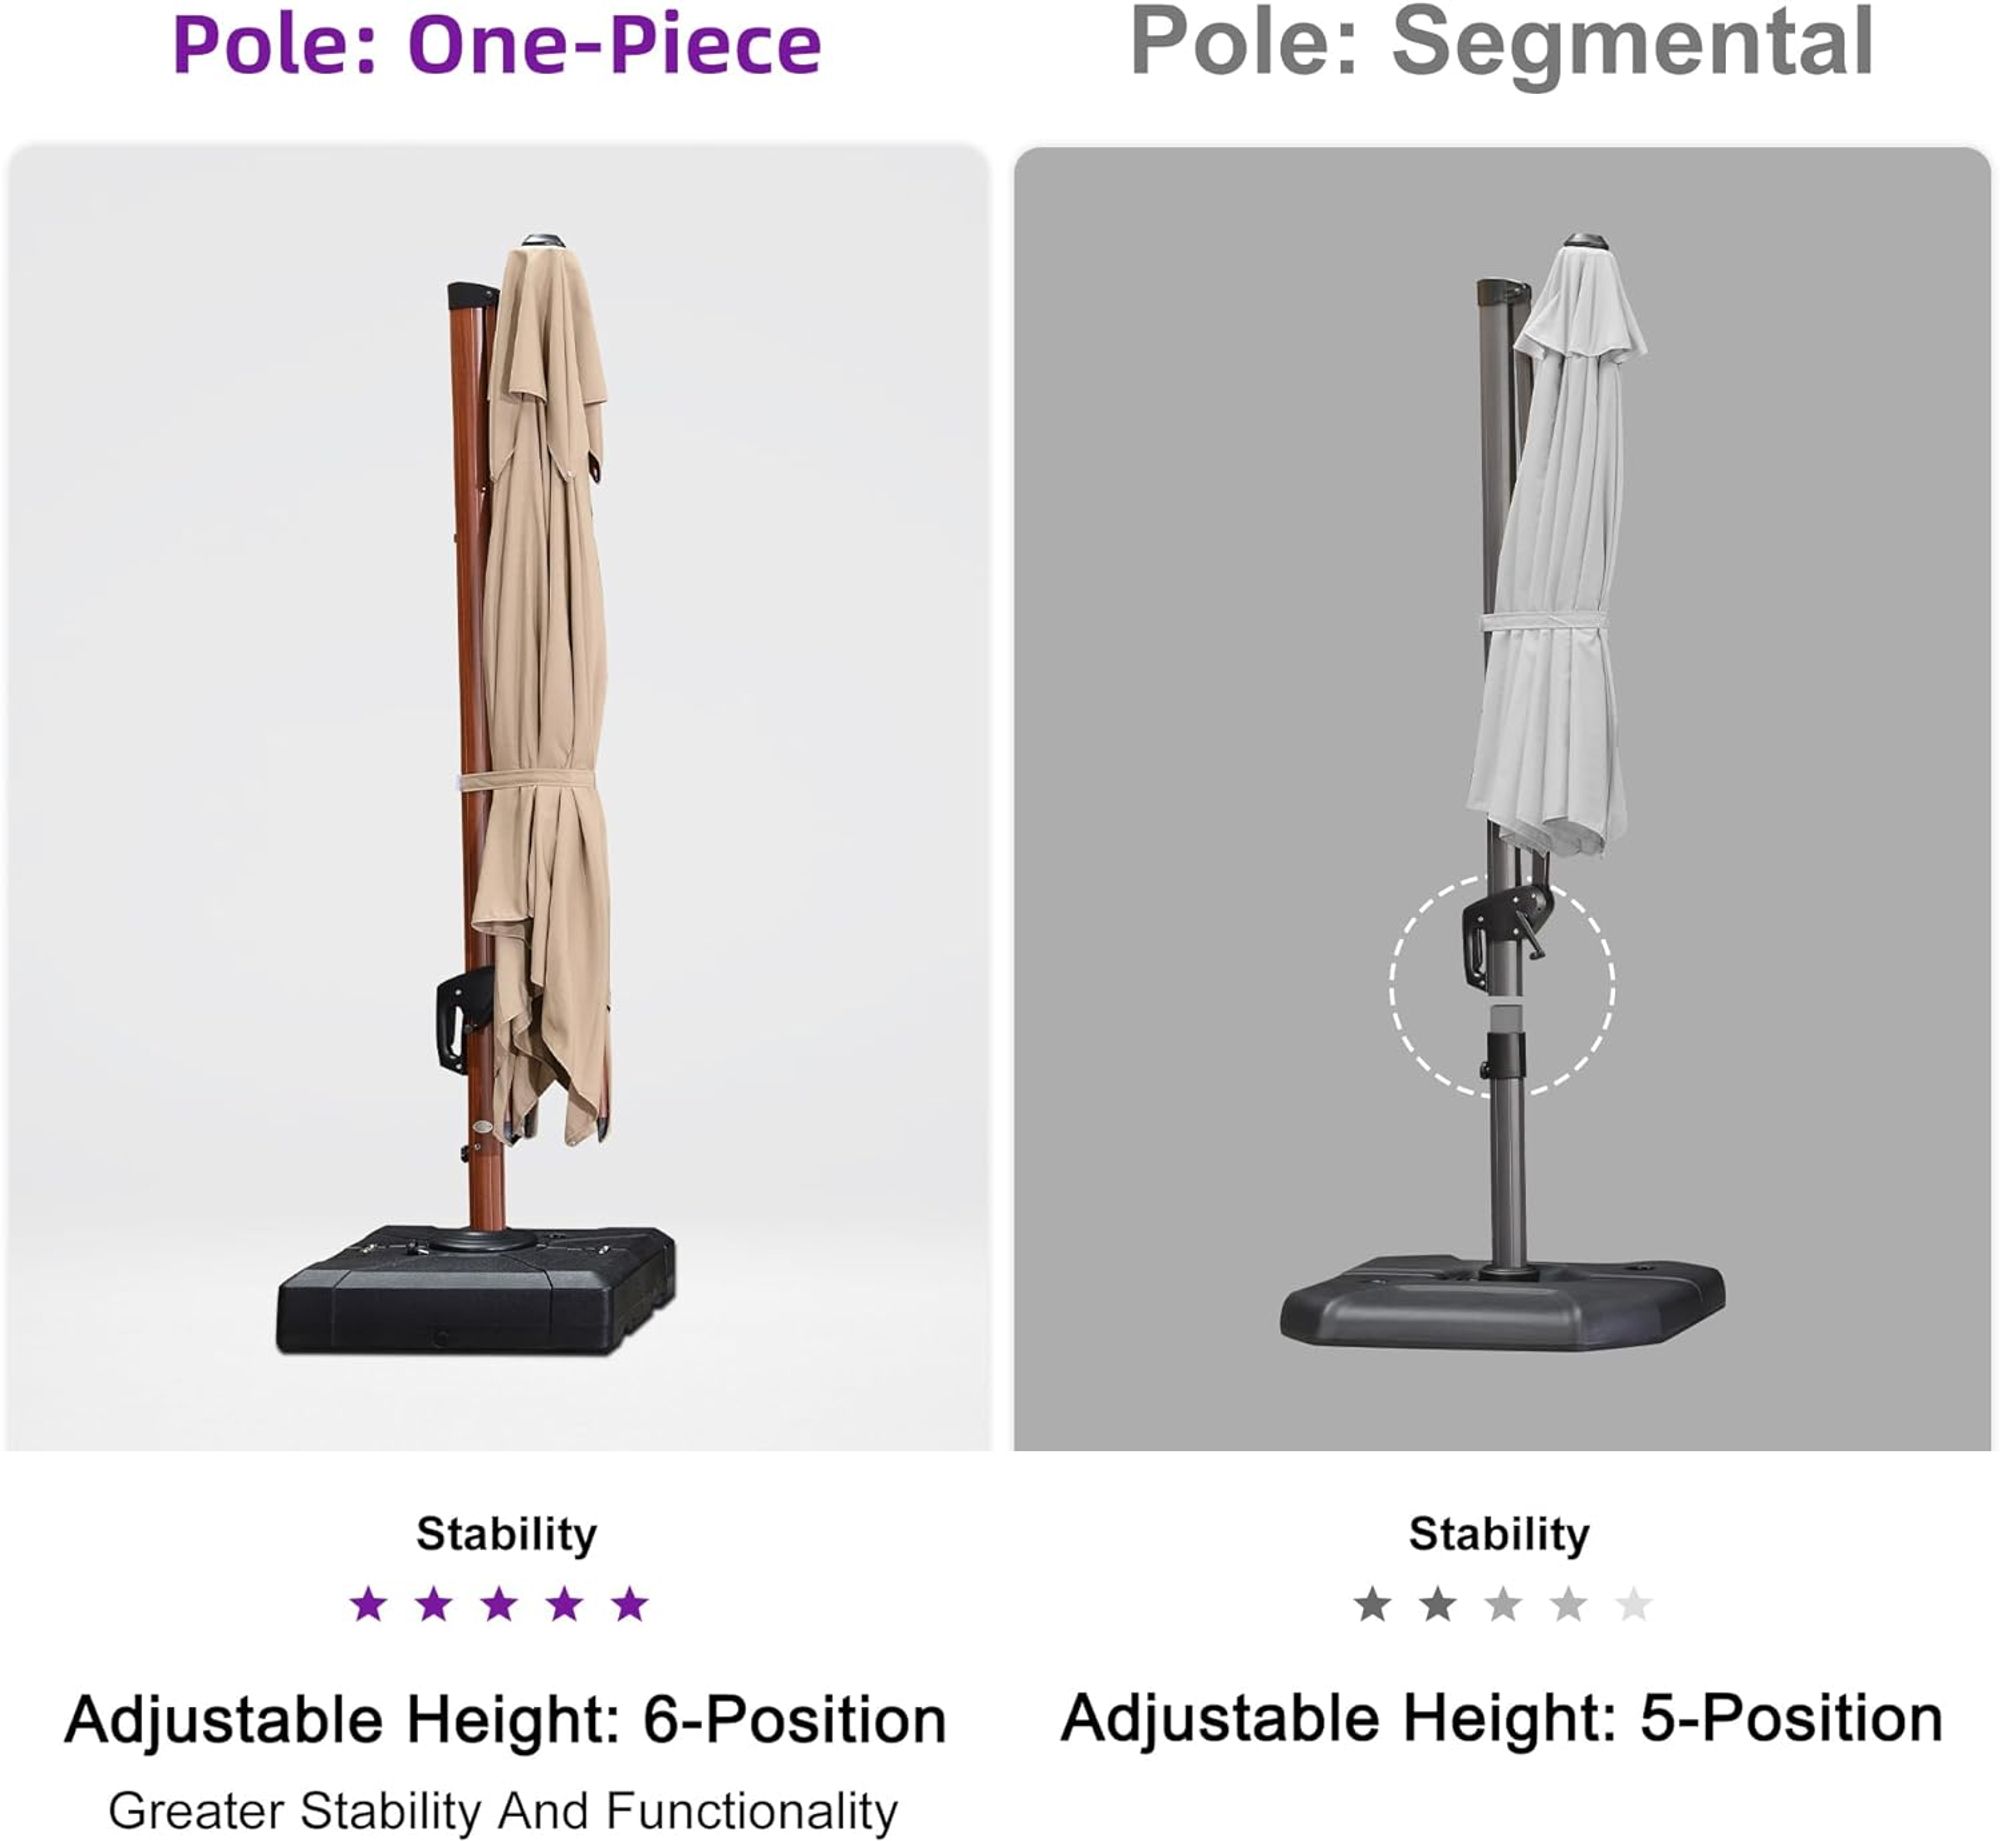 Pole: One-Piece
Pole: Segmental
Stability
Stability
Adjustable Height: 6-Position
Adjustable Height: 5-Position
Greater Stability And Functionality